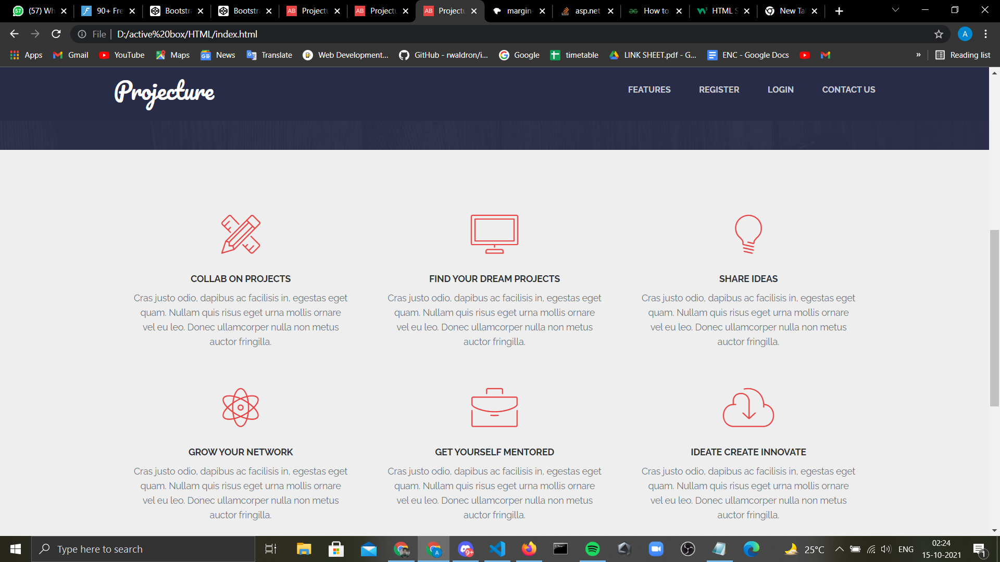 57 (57) Wh
90+ Fre
Bootstra
Bootstra
AB Projectu
AB Projectu
AB Projectu
margin-
asp.net
How to
HTML S
New Tab
File | D:/active%20box/HTML/index.html A
Apps Gmail YouTube Maps News Translate Web Development... GitHub - rwaldron/i... Google timetable LINK SHEET.pdf - G... ENC - Google Docs » Reading list
Projecture
FEATURES REGISTER LOGIN CONTACT US
COLLAB ON PROJECTS
Cras justo odio, dapibus ac facilisis in, egestas eget
quam. Nullam quis risus eget urna mollis ornare
vel eu leo. Donec ullamcorper nulla non metus
auctor fringilla.
FIND YOUR DREAM PROJECTS
Cras justo odio, dapibus ac facilisis in, egestas eget
quam. Nullam quis risus eget urna mollis ornare
vel eu leo. Donec ullamcorper nulla non metus
auctor fringilla.
SHARE IDEAS
Cras justo odio, dapibus ac facilisis in, egestas eget
quam. Nullam quis risus eget urna mollis ornare
vel eu leo. Donec ullamcorper nulla non metus
auctor fringilla.
GROW YOUR NETWORK
Cras justo odio, dapibus ac facilisis in, egestas eget
quam. Nullam quis risus eget urna mollis ornare
vel eu leo. Donec ullamcorper nulla non metus
auctor fringilla.
GET YOURSELF MENTORED
Cras justo odio, dapibus ac facilisis in, egestas eget
quam. Nullam quis risus eget urna mollis ornare
vel eu leo. Donec ullamcorper nulla non metus
auctor fringilla.
IDEATE CREATE INNOVATE
Cras justo odio, dapibus ac facilisis in, egestas eget
quam. Nullam quis risus eget urna mollis ornare
vel eu leo. Donec ullamcorper nulla non metus
auctor fringilla.
Type here to search
A
9+
25°C
ENG
02:24
15-10-2021
1